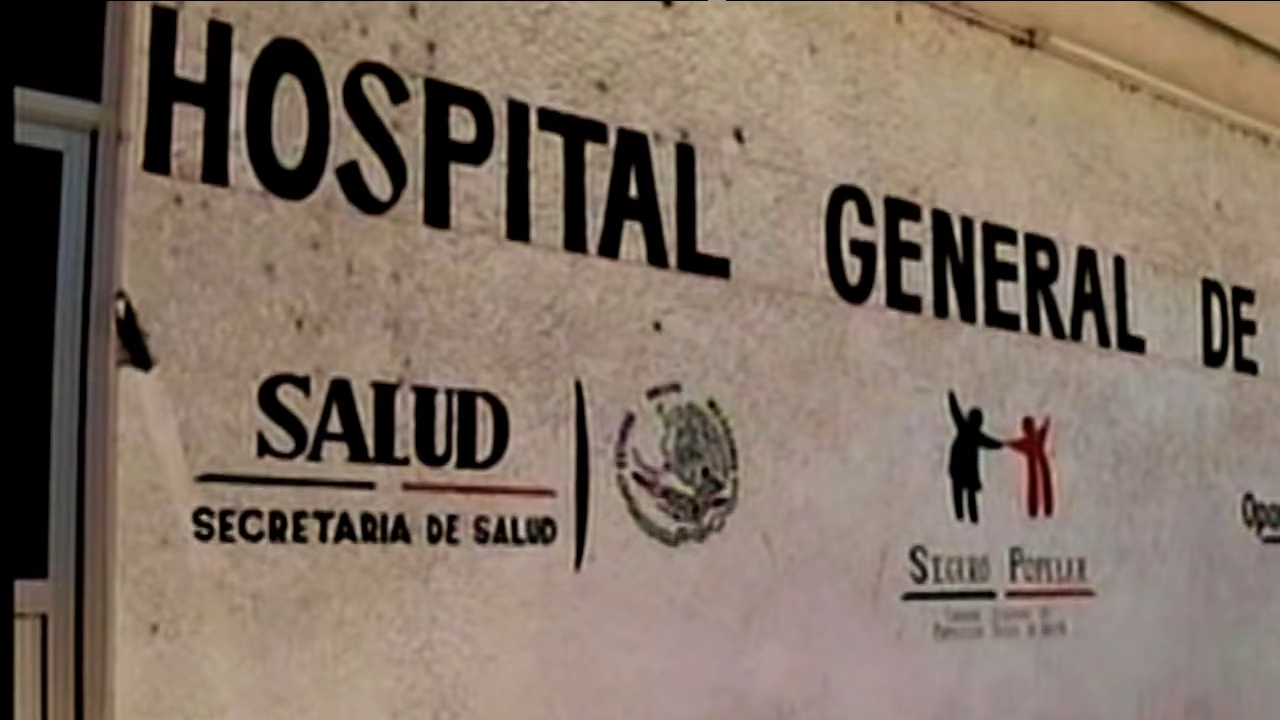 HOSPITAL GENERAL DE
SALUD
SECRETARIA DE SALUD
SEGURO POPULAR